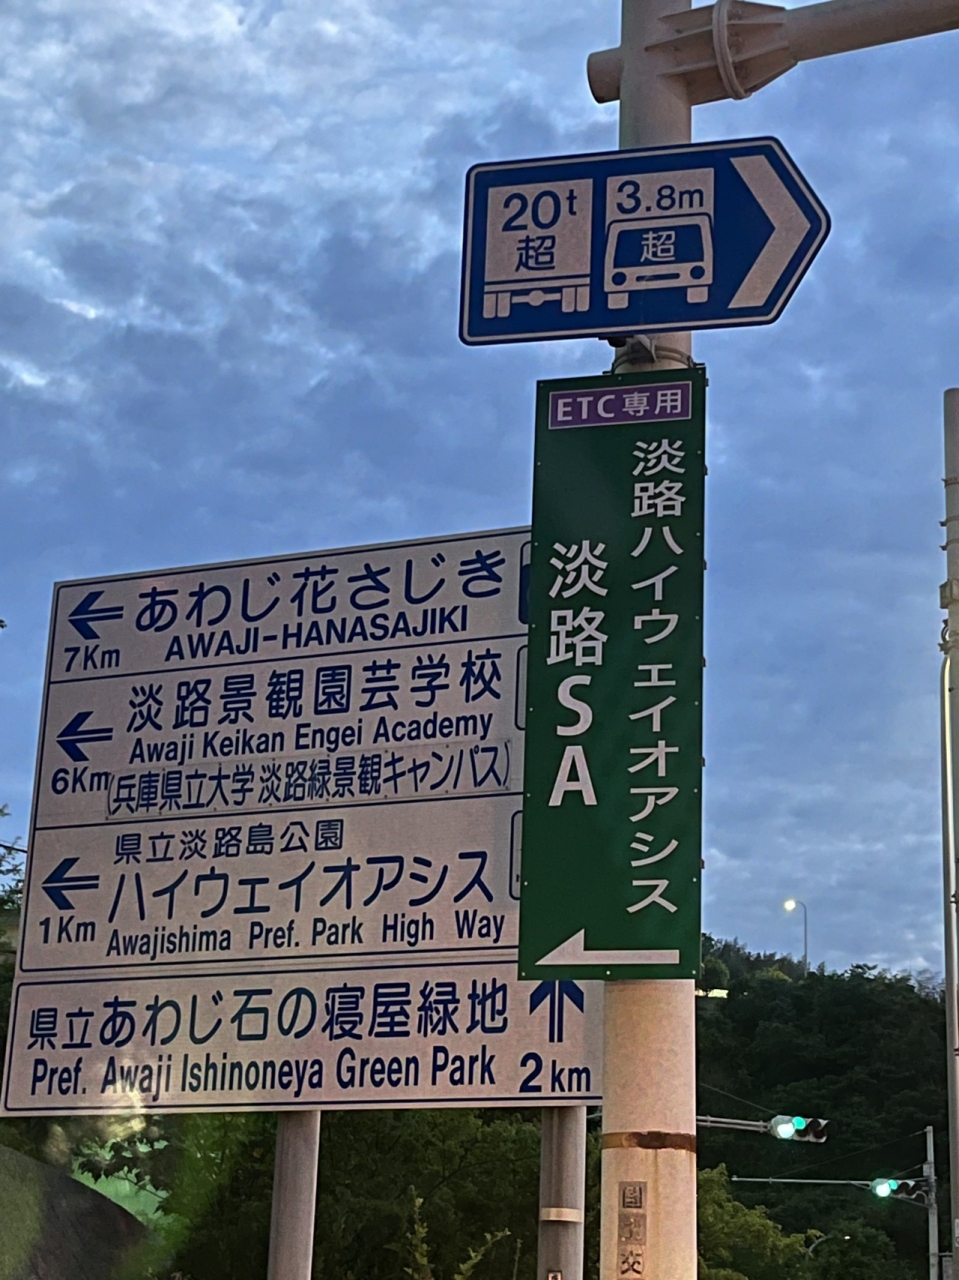 20t
超
3.8m
超
ETC専用
淡路ハイウェイオアシス
淡路SA
あわじ花さじき
AWAJI-HANASAJIKI
7Km
淡路景観園芸学校
Awaji Keikan Engei Academy
6Km
(兵庫県立大学淡路緑景観キャンパス)
県立淡路島公園
ハイウェイオアシス
1Km
Awajishima Pref. Park High Way
県立あわじ石の寝屋緑地
Pref. Awaji Ishinoneya Green Park
2km